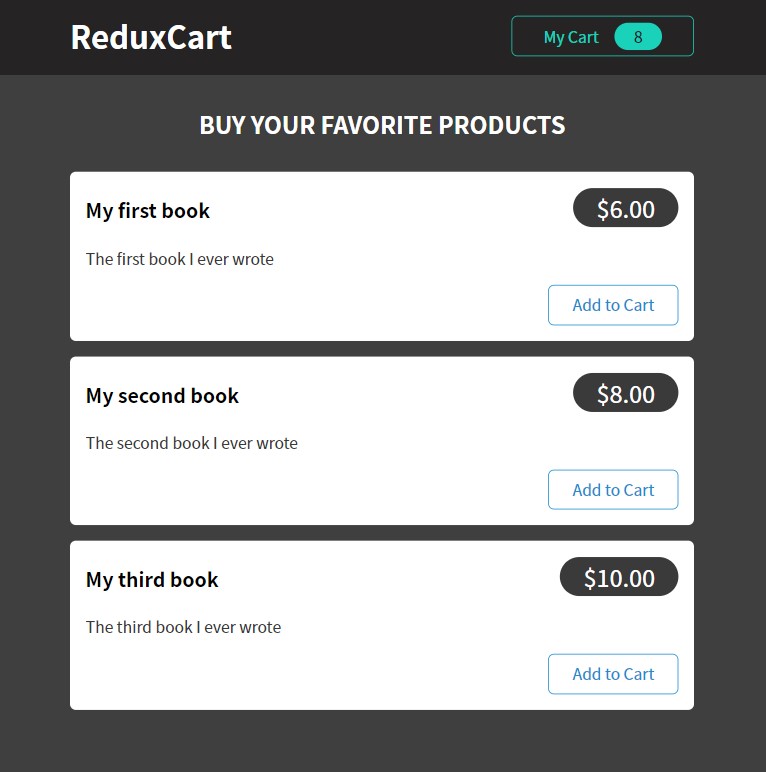 ReduxCart
My Cart 8
BUY YOUR FAVORITE PRODUCTS
My first book
$6.00
The first book I ever wrote
Add to Cart
My second book
$8.00
The second book I ever wrote
Add to Cart
My third book
$10.00
The third book I ever wrote
Add to Cart